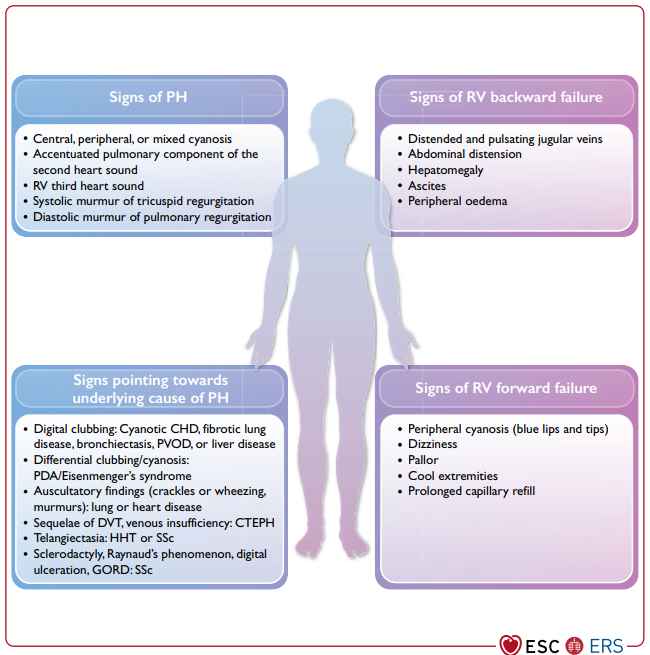 Signs of PH
• Central, peripheral, or mixed cyanosis
• Accentuated pulmonary component of the
second heart sound
• RV third heart sound
• Systolic murmur of tricuspid regurgitation
• Diastolic murmur of pulmonary regurgitation
Signs of RV backward failure
• Distended and pulsating jugular veins
• Abdominal distension
• Hepatomegaly
• Ascites
• Peripheral oedema
Signs pointing towards
underlying cause of PH
• Digital clubbing: Cyanotic CHD, fibrotic lung
disease, bronchiectasis, PVOD, or liver disease
• Differential clubbing/cyanosis:
PDA/Eisenmenger's syndrome
• Auscultatory findings (crackles or wheezing,
murmurs): lung or heart disease
• Sequelae of DVT, venous insufficiency: CTEPH
• Telangiectasia: HHT or SSc
• Sclerodactyly, Raynaud's phenomenon, digital
ulceration, GORD: SSc
Signs of RV forward failure
• Peripheral cyanosis (blue lips and tips)
• Dizziness
• Pallor
• Cool extremities
• Prolonged capillary refill
ESC ERS